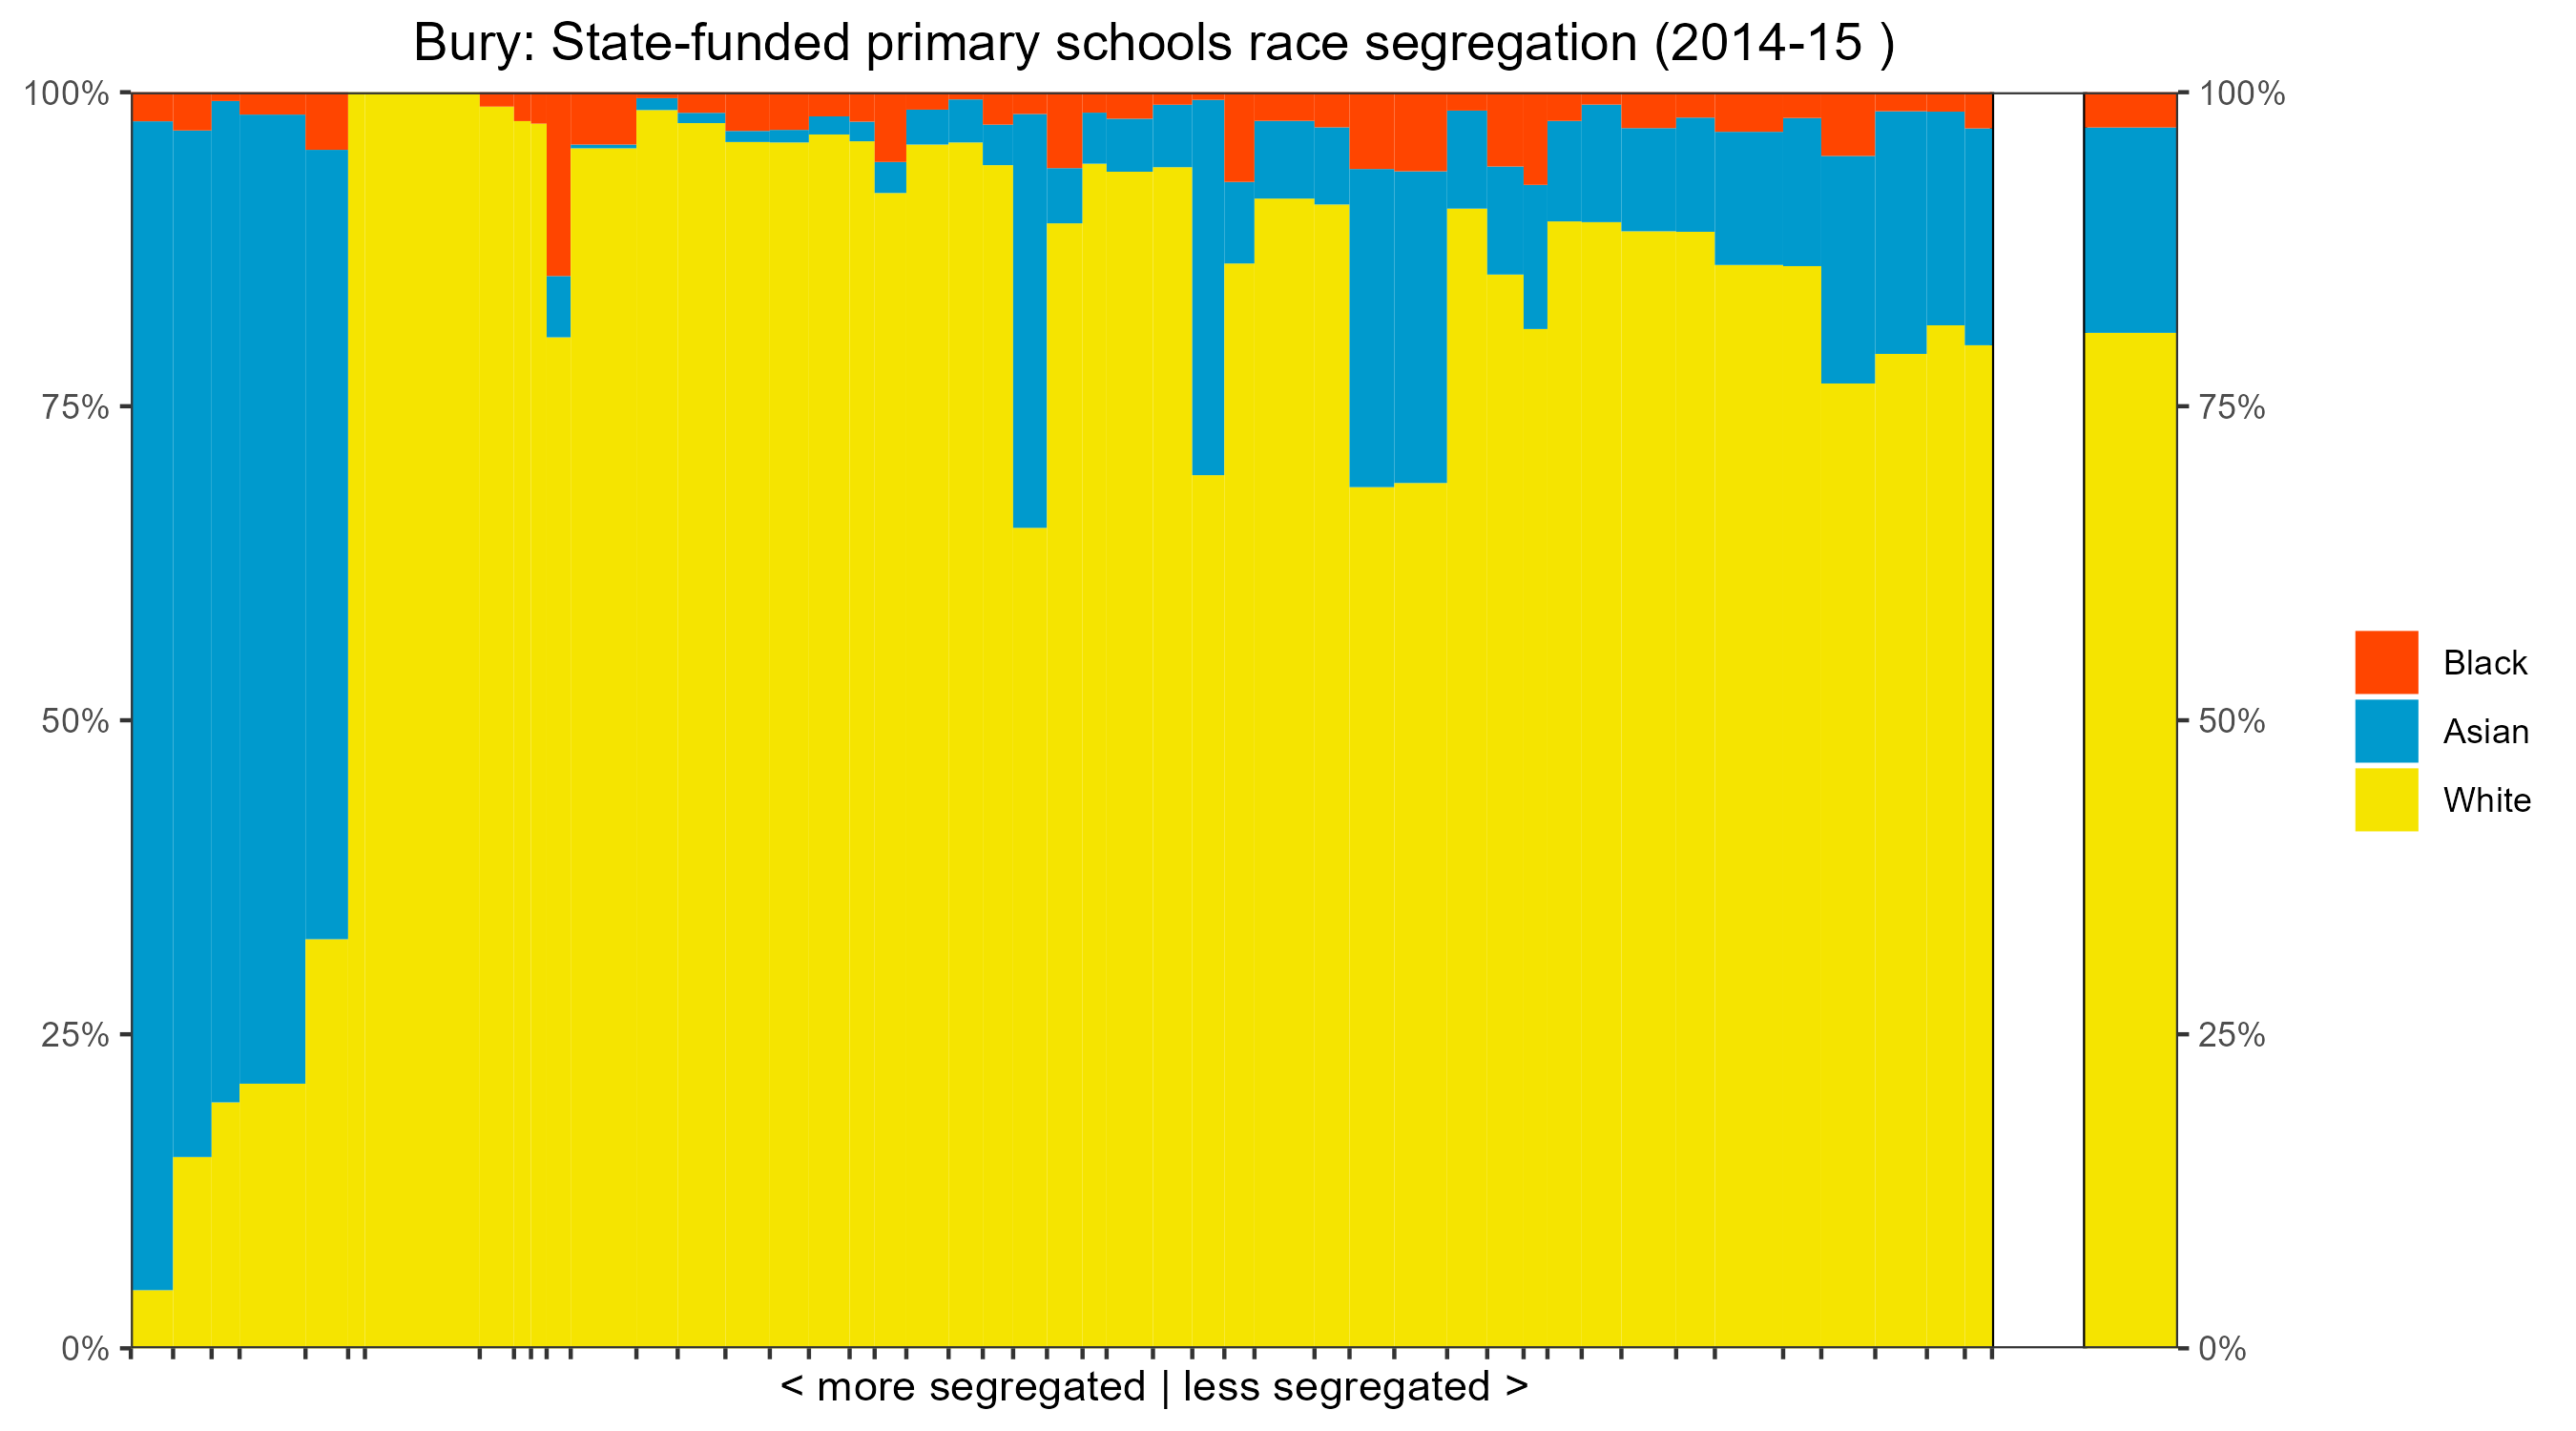 Bury: State-funded primary schools race segregation (2014-15 )
100%
75%
50%
25%
0%
100%
75%
50%
25%
0%
Black
Asian
White
< more segregated | less segregated >